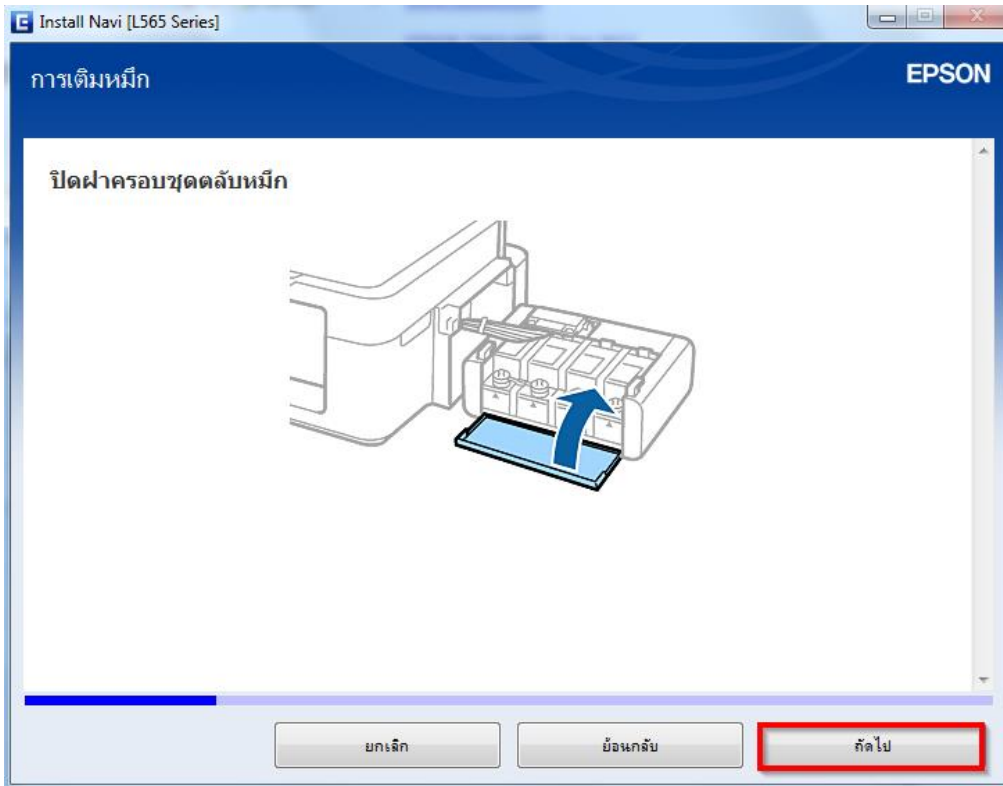 Install Navi [L565 Series]
การเติมหมึก
EPSON
ปิดฝาครอบชุดตลับหมึก
ยกเลิก
ย้อนกลับ
ถัดไป